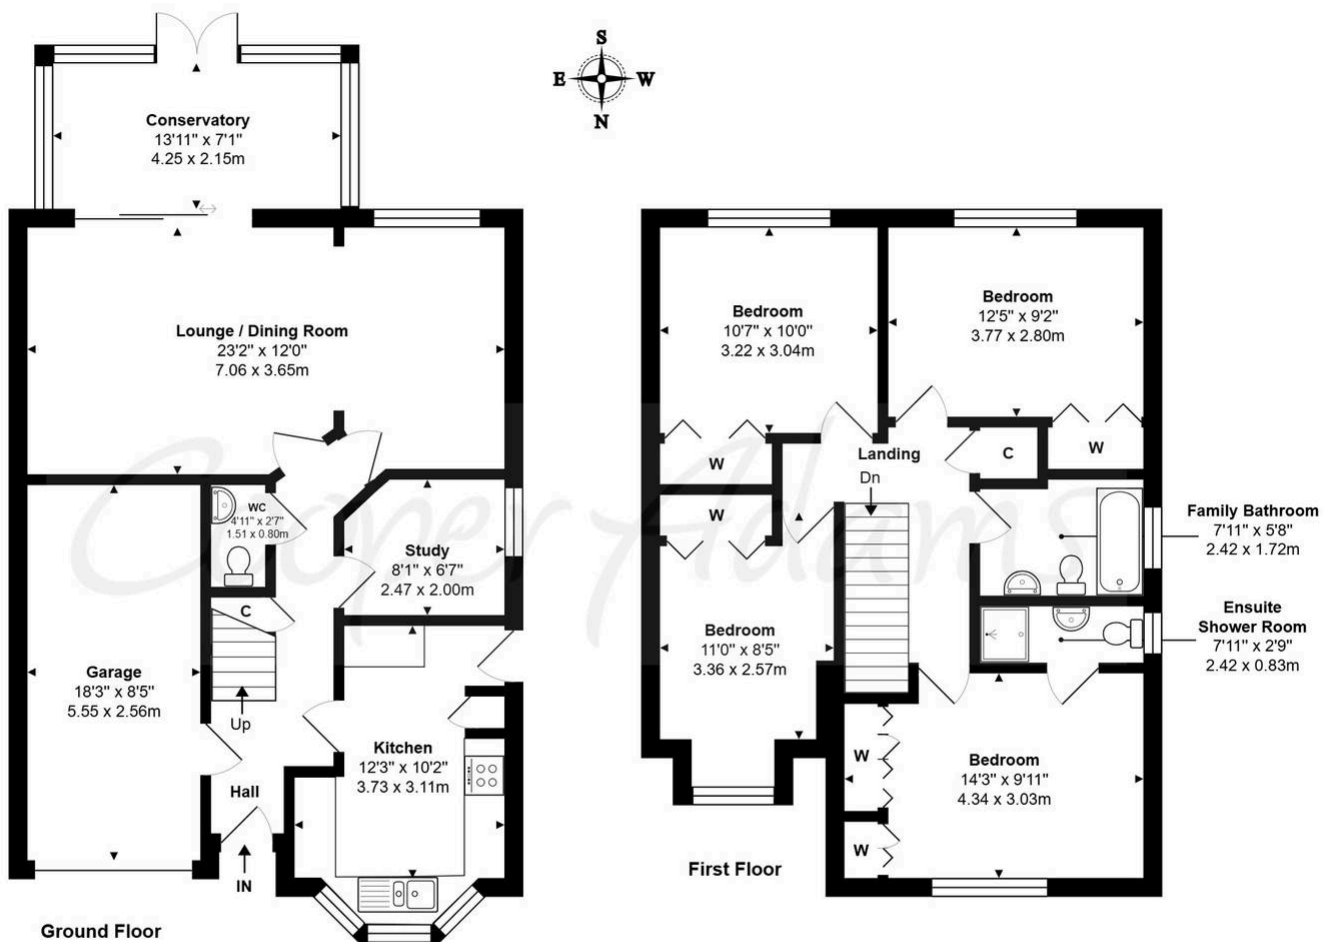 S
E
W
N
Conservatory
13'11" x 7'1"
4.25 x 2.15m
Lounge / Dining Room
23'2" x 12'0"
7.06 x 3.65m
WC
4'11" x 2'7"
1.51 x 0.80m
Study
8'1" x 6'7"
2.47 x 2.00m
C
Garage
18'3" x 8'5"
5.55 x 2.56m
Up
Kitchen
12'3" x 10'2"
3.73 x 3.11m
Hall
IN
Ground Floor
Bedroom
10'7" x 10'0"
3.22 x 3.04m
Bedroom
12'5" x 9'2"
3.77 x 2.80m
W
Landing
Dn
C
W
W
Family Bathroom
7'11" x 5'8"
2.42 x 1.72m
Bedroom
11'0" x 8'5"
3.36 x 2.57m
Ensuite
Shower Room
7'11" x 2'9"
2.42 x 0.83m
W
Bedroom
14'3" x 9'11"
4.34 x 3.03m
W
First Floor
Cooper Adams